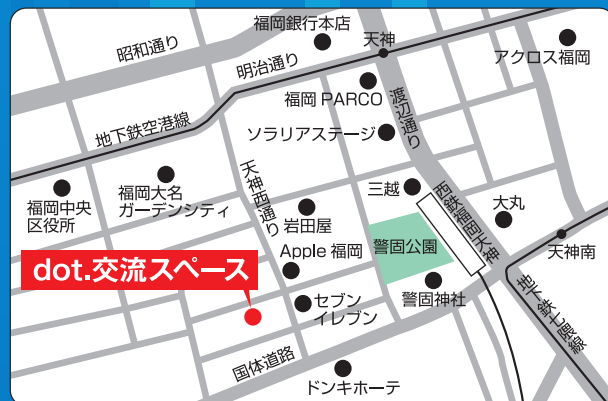 福岡銀行本店
天神
昭和通り
明治通り
アクロス福岡
福岡 PARCO
渡辺通り
地下鉄空港線
ソラリアステージ
福岡中央
区役所
福岡大名
ガーデンシティ
天神西通り
三越
西鉄福岡天神
大丸
岩田屋
警固公園
天神南
Apple 福岡
dot.交流スペース
セブン
イレブン
警固神社
地下鉄七隈線
国体道路
ドンキホーテ